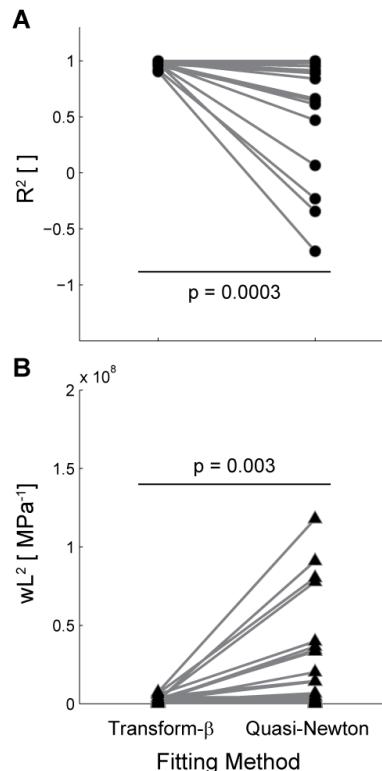 A
1
0.5
0
−0.5
−1
R² [ ]
p = 0.0003
B
x 10⁸
2
1.5
1
0.5
0
wL² [ MPa⁻¹]
p = 0.003
Transform-β Quasi-Newton
Fitting Method